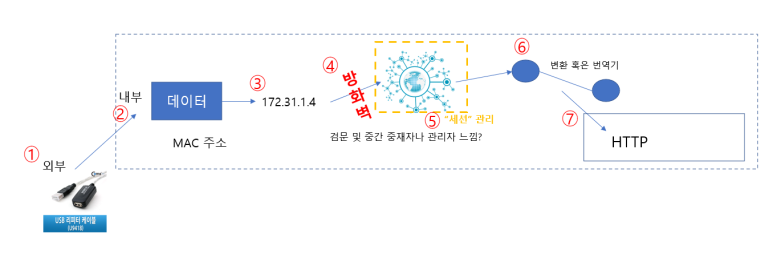 ①
외부
USB 리피터 케이블
(U9418)
내부
②
데이터
MAC 주소
③
172.31.1.4
④
방화벽
⑤
"세션" 관리
검문 및 중간 중재자나 관리자 느낌?
⑥
변환 혹은 번역기
⑦
HTTP